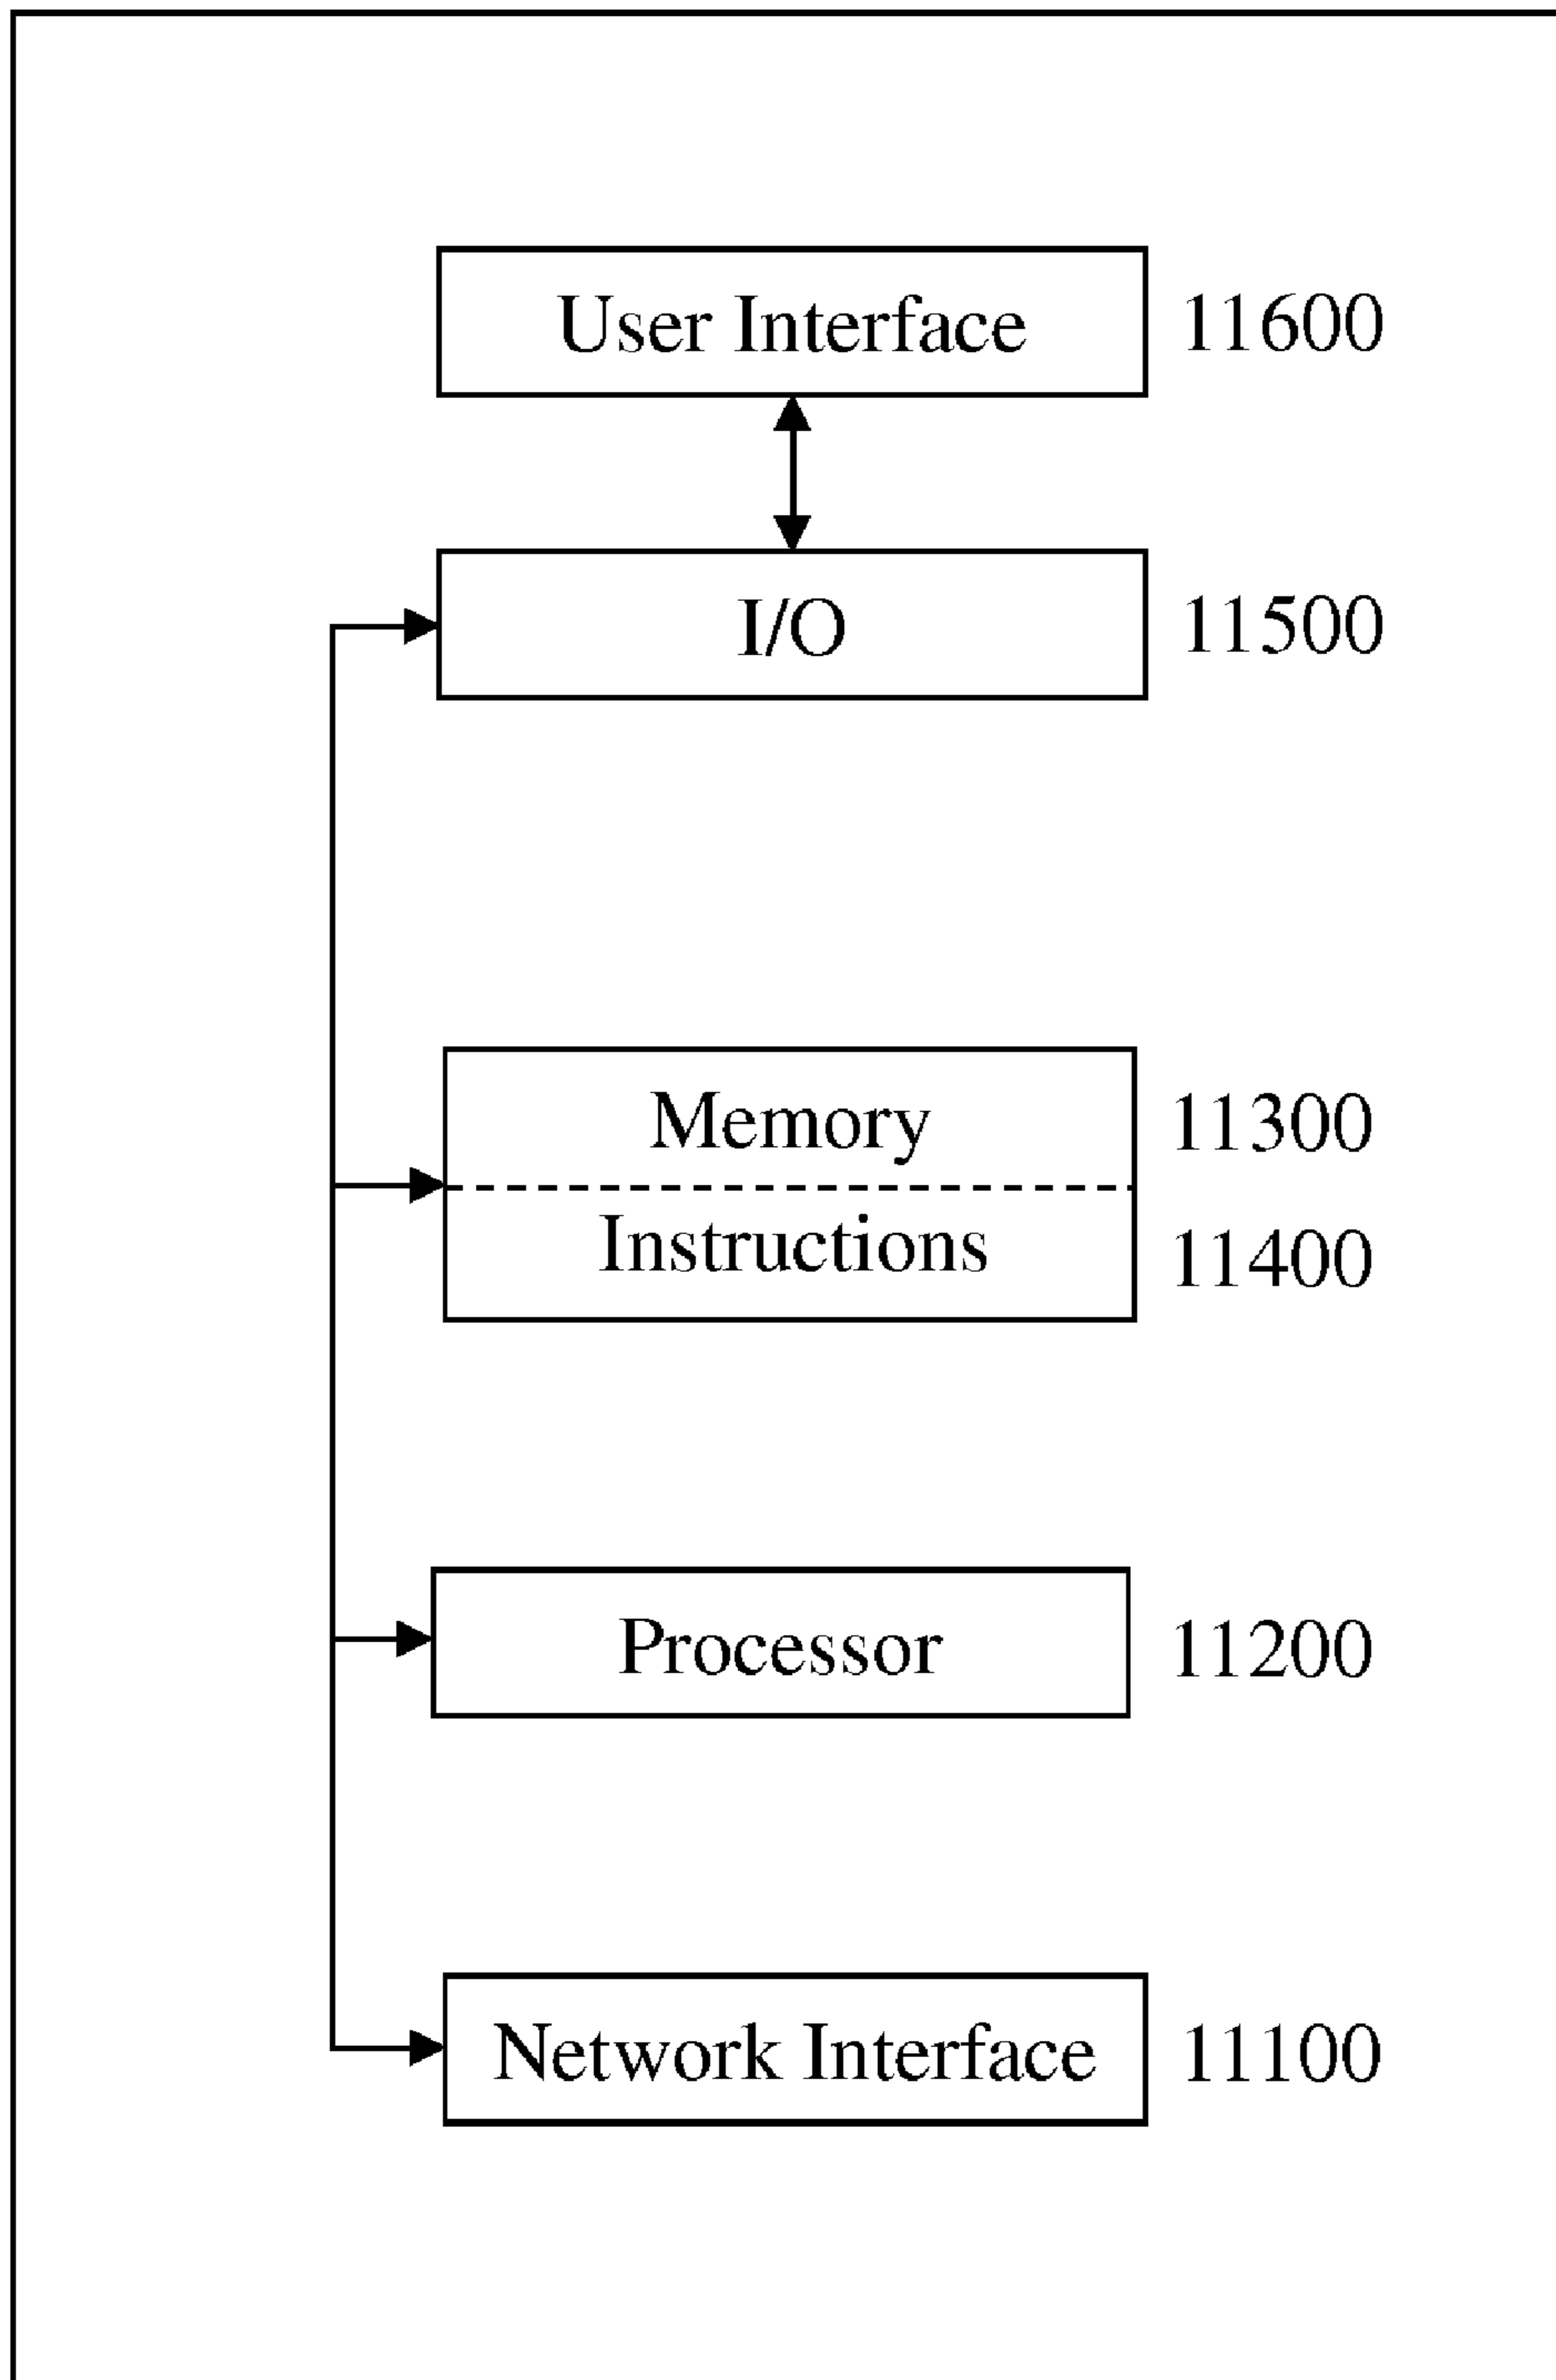 User Interface 11600
I/O 11500
Memory 11300
Instructions 11400
Processor 11200
Network Interface 11100